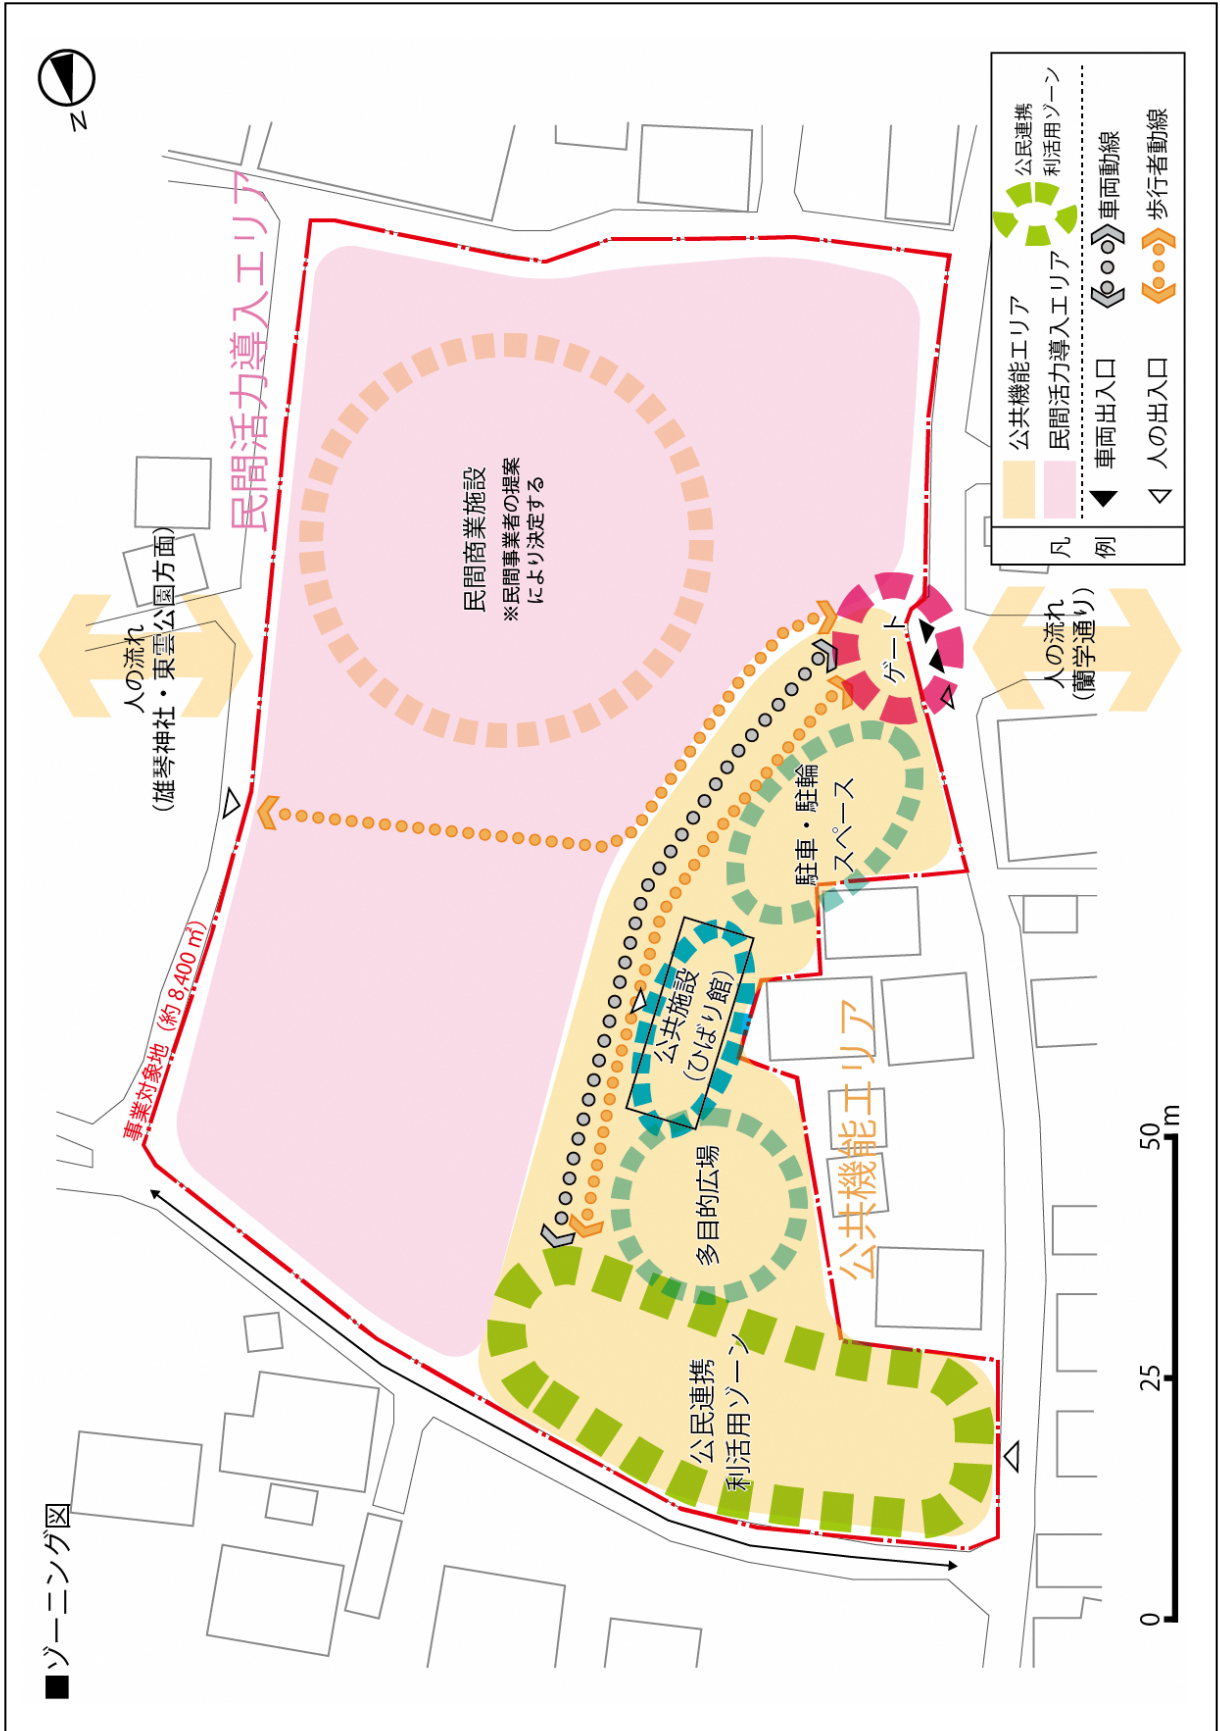 ■ゾーニング図
N
事業対象地（約 8,400 ㎡）
人の流れ
（雄琴神社・東雲公園方面）
民間活力導入エリア
民間商業施設
※民間事業者の提案
により決定する
ゲート
駐車・駐輪
スペース
公共施設
（ひばり館）
多目的広場
公民連携
利活用ゾーン
公共機能エリア
人の流れ
（蘭学通り）
凡例
公共機能エリア
民間活力導入エリア
公民連携
利活用ゾーン
車両出入口
車両動線
人の出入口
歩行者動線
0 25 50 m